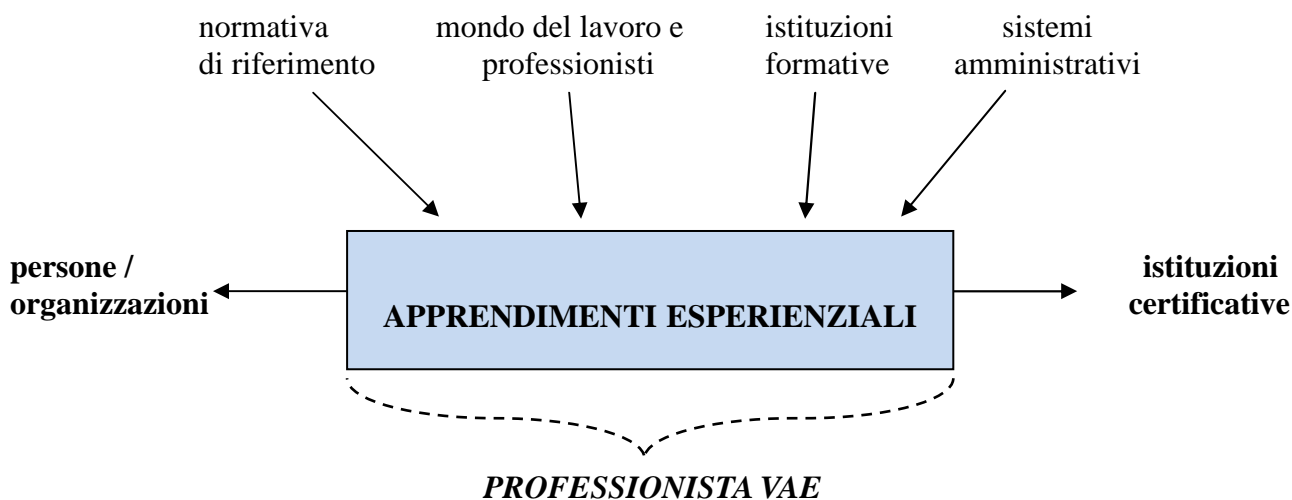 normativa
di riferimento
mondo del lavoro e
professionisti
istituzioni
formative
sistemi
amministrativi
persone /
organizzazioni
APPRENDIMENTI ESPERIENZIALI
istituzioni
certificative
PROFESSIONISTA VAE